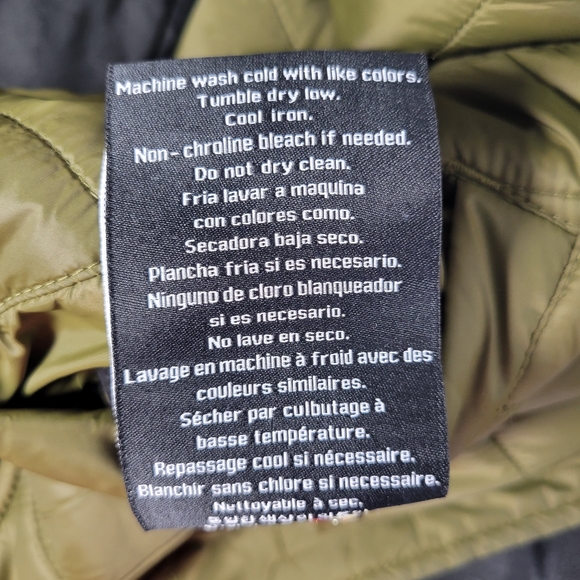 Machine wash cold with like colors.
Tumble dry low.
Cool iron.
Non-chroline bleach if needed.
Do not dry clean.
Fria lavar a maquina
con colores como.
Secadora baja seco.
Plancha fria si es necesario.
Ninguno de cloro blanqueador
si es necesario.
No lave en seco.
Lavage en machine à froid avec des
couleurs similaires.
Sécher par culbutage à
basse température.
Repassage cool si nécessaire.
Blanchir sans chlore si necessaire.
Nettoyable à sec.